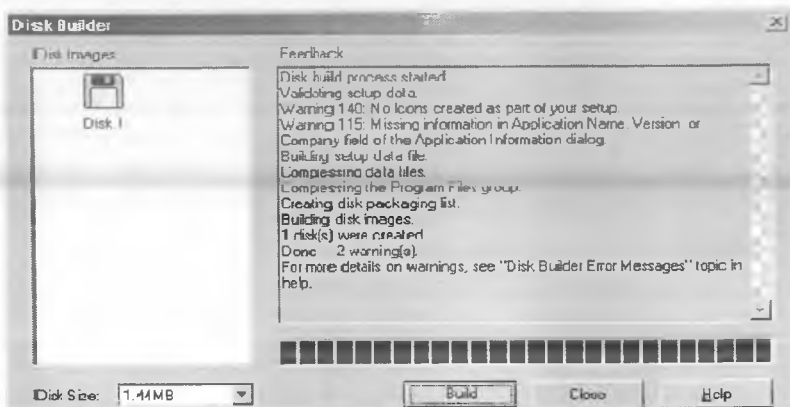 Disk Builder
Disk Images
Feedback
Disk 1
Disk build process started
Validating setup data.
Warning 140: No Icons created as part of your setup.
Warning 115: Missing information in Application Name, Version, or
Company field of the Application Information dialog.
Building setup data file.
Compressing data files.
Compressing the Program Files group.
Creating disk packaging list.
Building disk images.
1 disk(s) were created
Done    2 warning(s).
For more details on warnings, see "Disk Builder Error Messages" topic in
help.
Disk Size: 1.44MB
Build
Close
Help